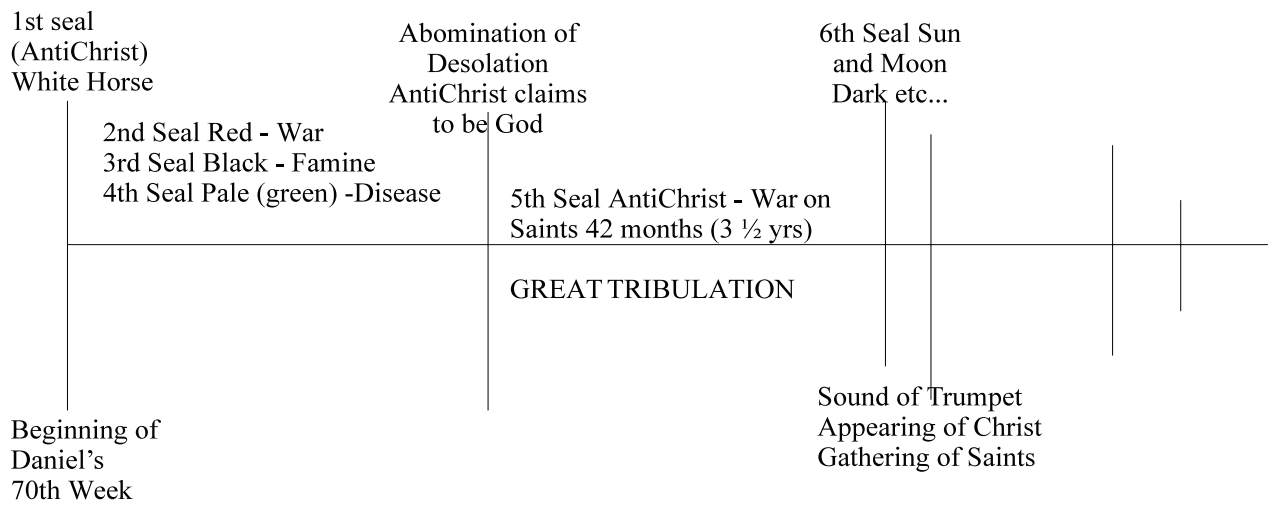 1st seal
(AntiChrist)
White Horse
Abomination of
Desolation
AntiChrist claims
to be God
6th Seal Sun
and Moon
Dark etc...
2nd Seal Red - War
3rd Seal Black - Famine
4th Seal Pale (green) -Disease
5th Seal AntiChrist - War on
Saints 42 months (3 ½ yrs)
GREAT TRIBULATION
Beginning of
Daniel’s
70th Week
Sound of Trumpet
Appearing of Christ
Gathering of Saints